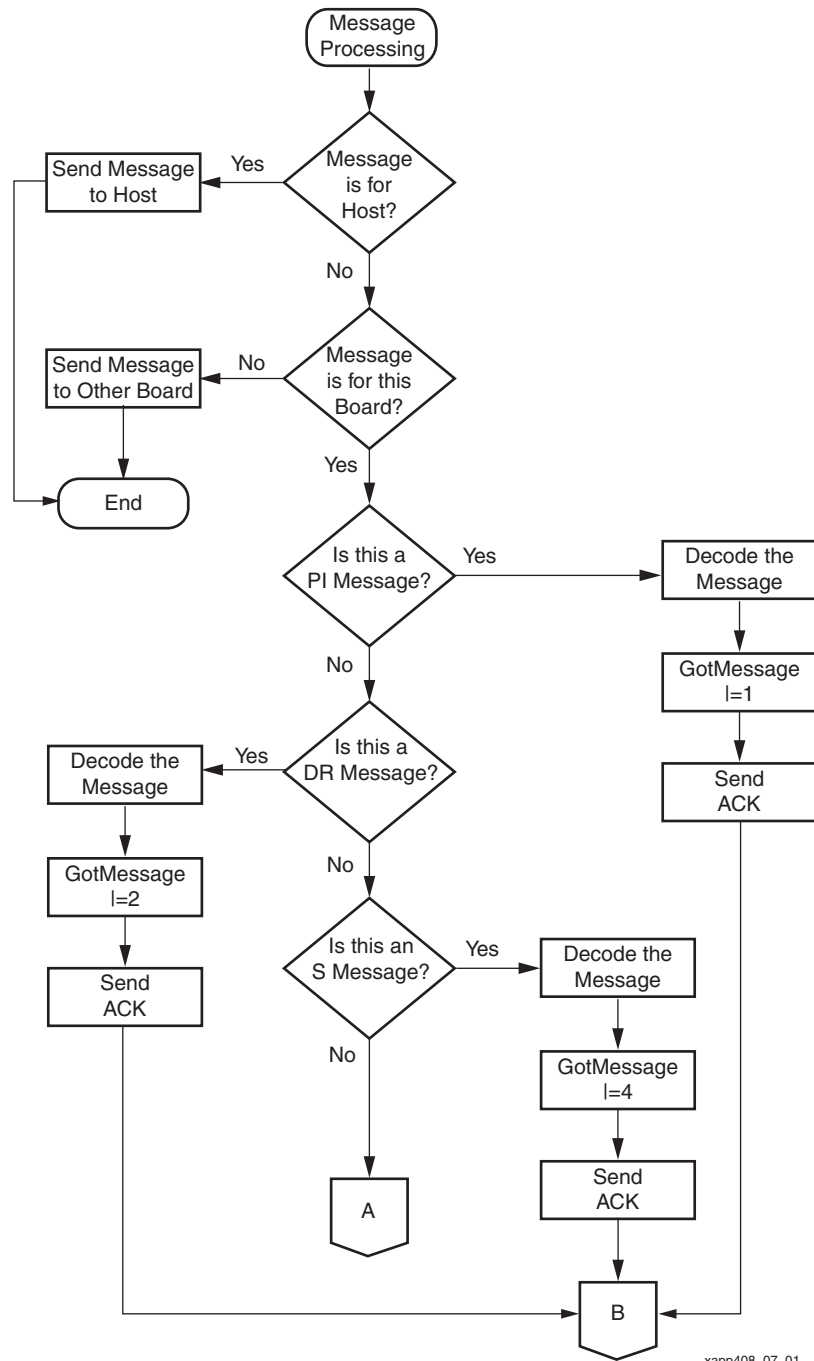 Message
Processing
Message
is for
Host?
Yes
Send Message
to Host
No
Message
is for this
Board?
No
Send Message
to Other Board
End
Yes
Is this a
PI Message?
Yes
Decode the
Message
GotMessage
|=1
Send
ACK
No
Is this a
DR Message?
Yes
Decode the
Message
GotMessage
|=2
Send
ACK
No
Is this an
S Message?
Yes
Decode the
Message
GotMessage
|=4
Send
ACK
No
A
B
xapp408_07_01